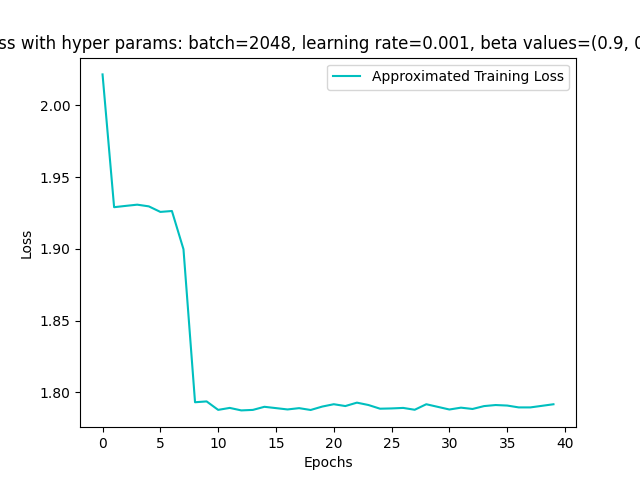 ss with hyper params: batch=2048, learning rate=0.001, beta values=(0.9, 0
Approximated Training Loss
2.00
1.95
1.90
1.85
1.80
Loss
0 5 10 15 20 25 30 35 40
Epochs